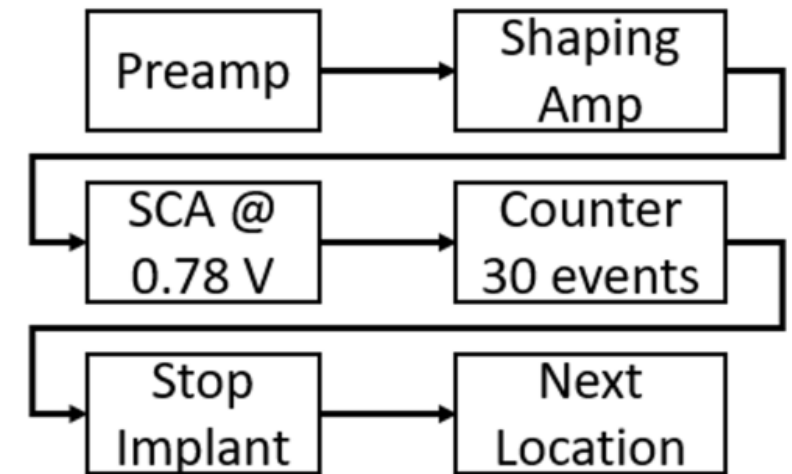 Preamp
Shaping
Amp
SCA @
0.78 V
Counter
30 events
Stop
Implant
Next
Location